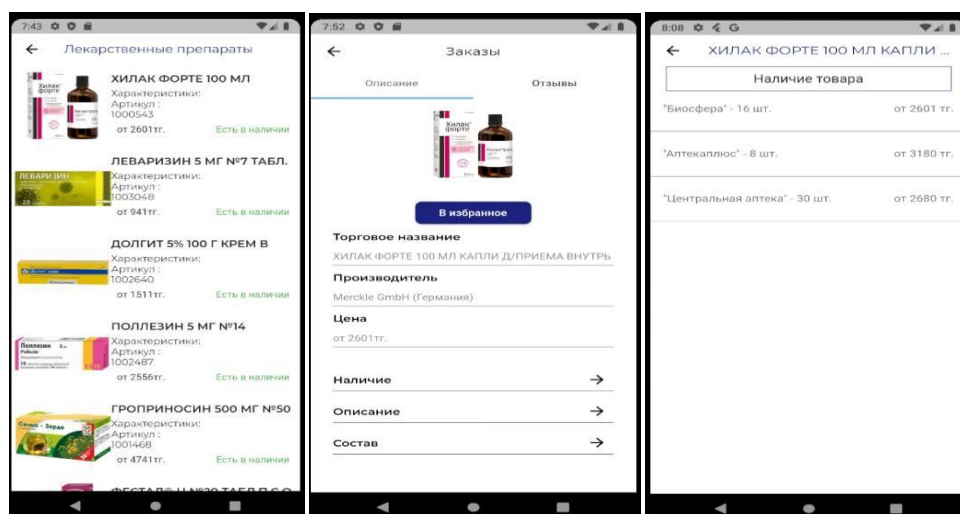 7:43
Лекарственные препараты
ХИЛАК ФОРТЕ 100 МЛ
Характеристики:
Артикул :
1000543
от 2601тг. Есть в наличии
ЛЕВАРИЗИН 5 МГ №7 ТАБЛ.
Характеристики:
Артикул :
1003048
от 941тг. Есть в наличии
ДОЛГИТ 5% 100 Г КРЕМ В
Характеристики:
Артикул :
1002640
от 1511тг. Есть в наличии
ПОЛЛЕЗИН 5 МГ №14
Характеристики:
Артикул :
1002487
от 2556тг. Есть в наличии
ГРОПРИНОСИН 500 МГ №50
Характеристики:
Артикул :
1001468
от 4741тг. Есть в наличии
7:52
Заказы
Описание Отзывы
Хилак
форте
В избранное
Торговое название
ХИЛАК ФОРТЕ 100 МЛ КАПЛИ Д/ПРИЕМА ВНУТРЬ
Производитель
Merckle GmbH (Германия)
Цена
от 2601тг.
Наличие
Описание
Состав
8:08 G
ХИЛАК ФОРТЕ 100 МЛ КАПЛИ ...
Наличие товара
"Биосфера" - 16 шт. от 2601 тг.
"Аптекаплюс" - 8 шт. от 3180 тг.
"Центральная аптека" - 30 шт. от 2680 тг.